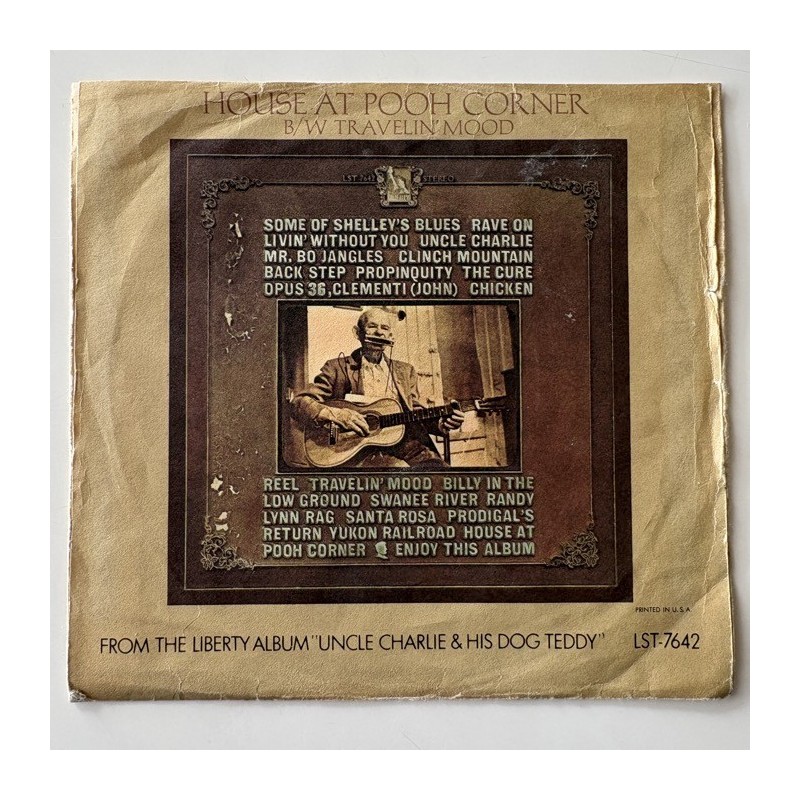 HOUSE AT POOH CORNER
B/W TRAVELIN' MOOD
LST-7642 STEREO
LIBERTY
SOME OF SHELLEY'S BLUES RAVE ON
LIVIN' WITHOUT YOU UNCLE CHARLIE
MR. BO JANGLES CLINCH MOUNTAIN
BACK STEP PROPINQUITY THE CURE
OPUS 36, CLEMENTI (JOHN) CHICKEN
REEL TRAVELIN' MOOD BILLY IN THE
LOW GROUND SWANEE RIVER RANDY
LYNN RAG SANTA ROSA PRODIGAL'S
RETURN YUKON RAILROAD HOUSE AT
POOH CORNER ENJOY THIS ALBUM
PRINTED IN U.S.A
FROM THE LIBERTY ALBUM "UNCLE CHARLIE & HIS DOG TEDDY" LST-7642